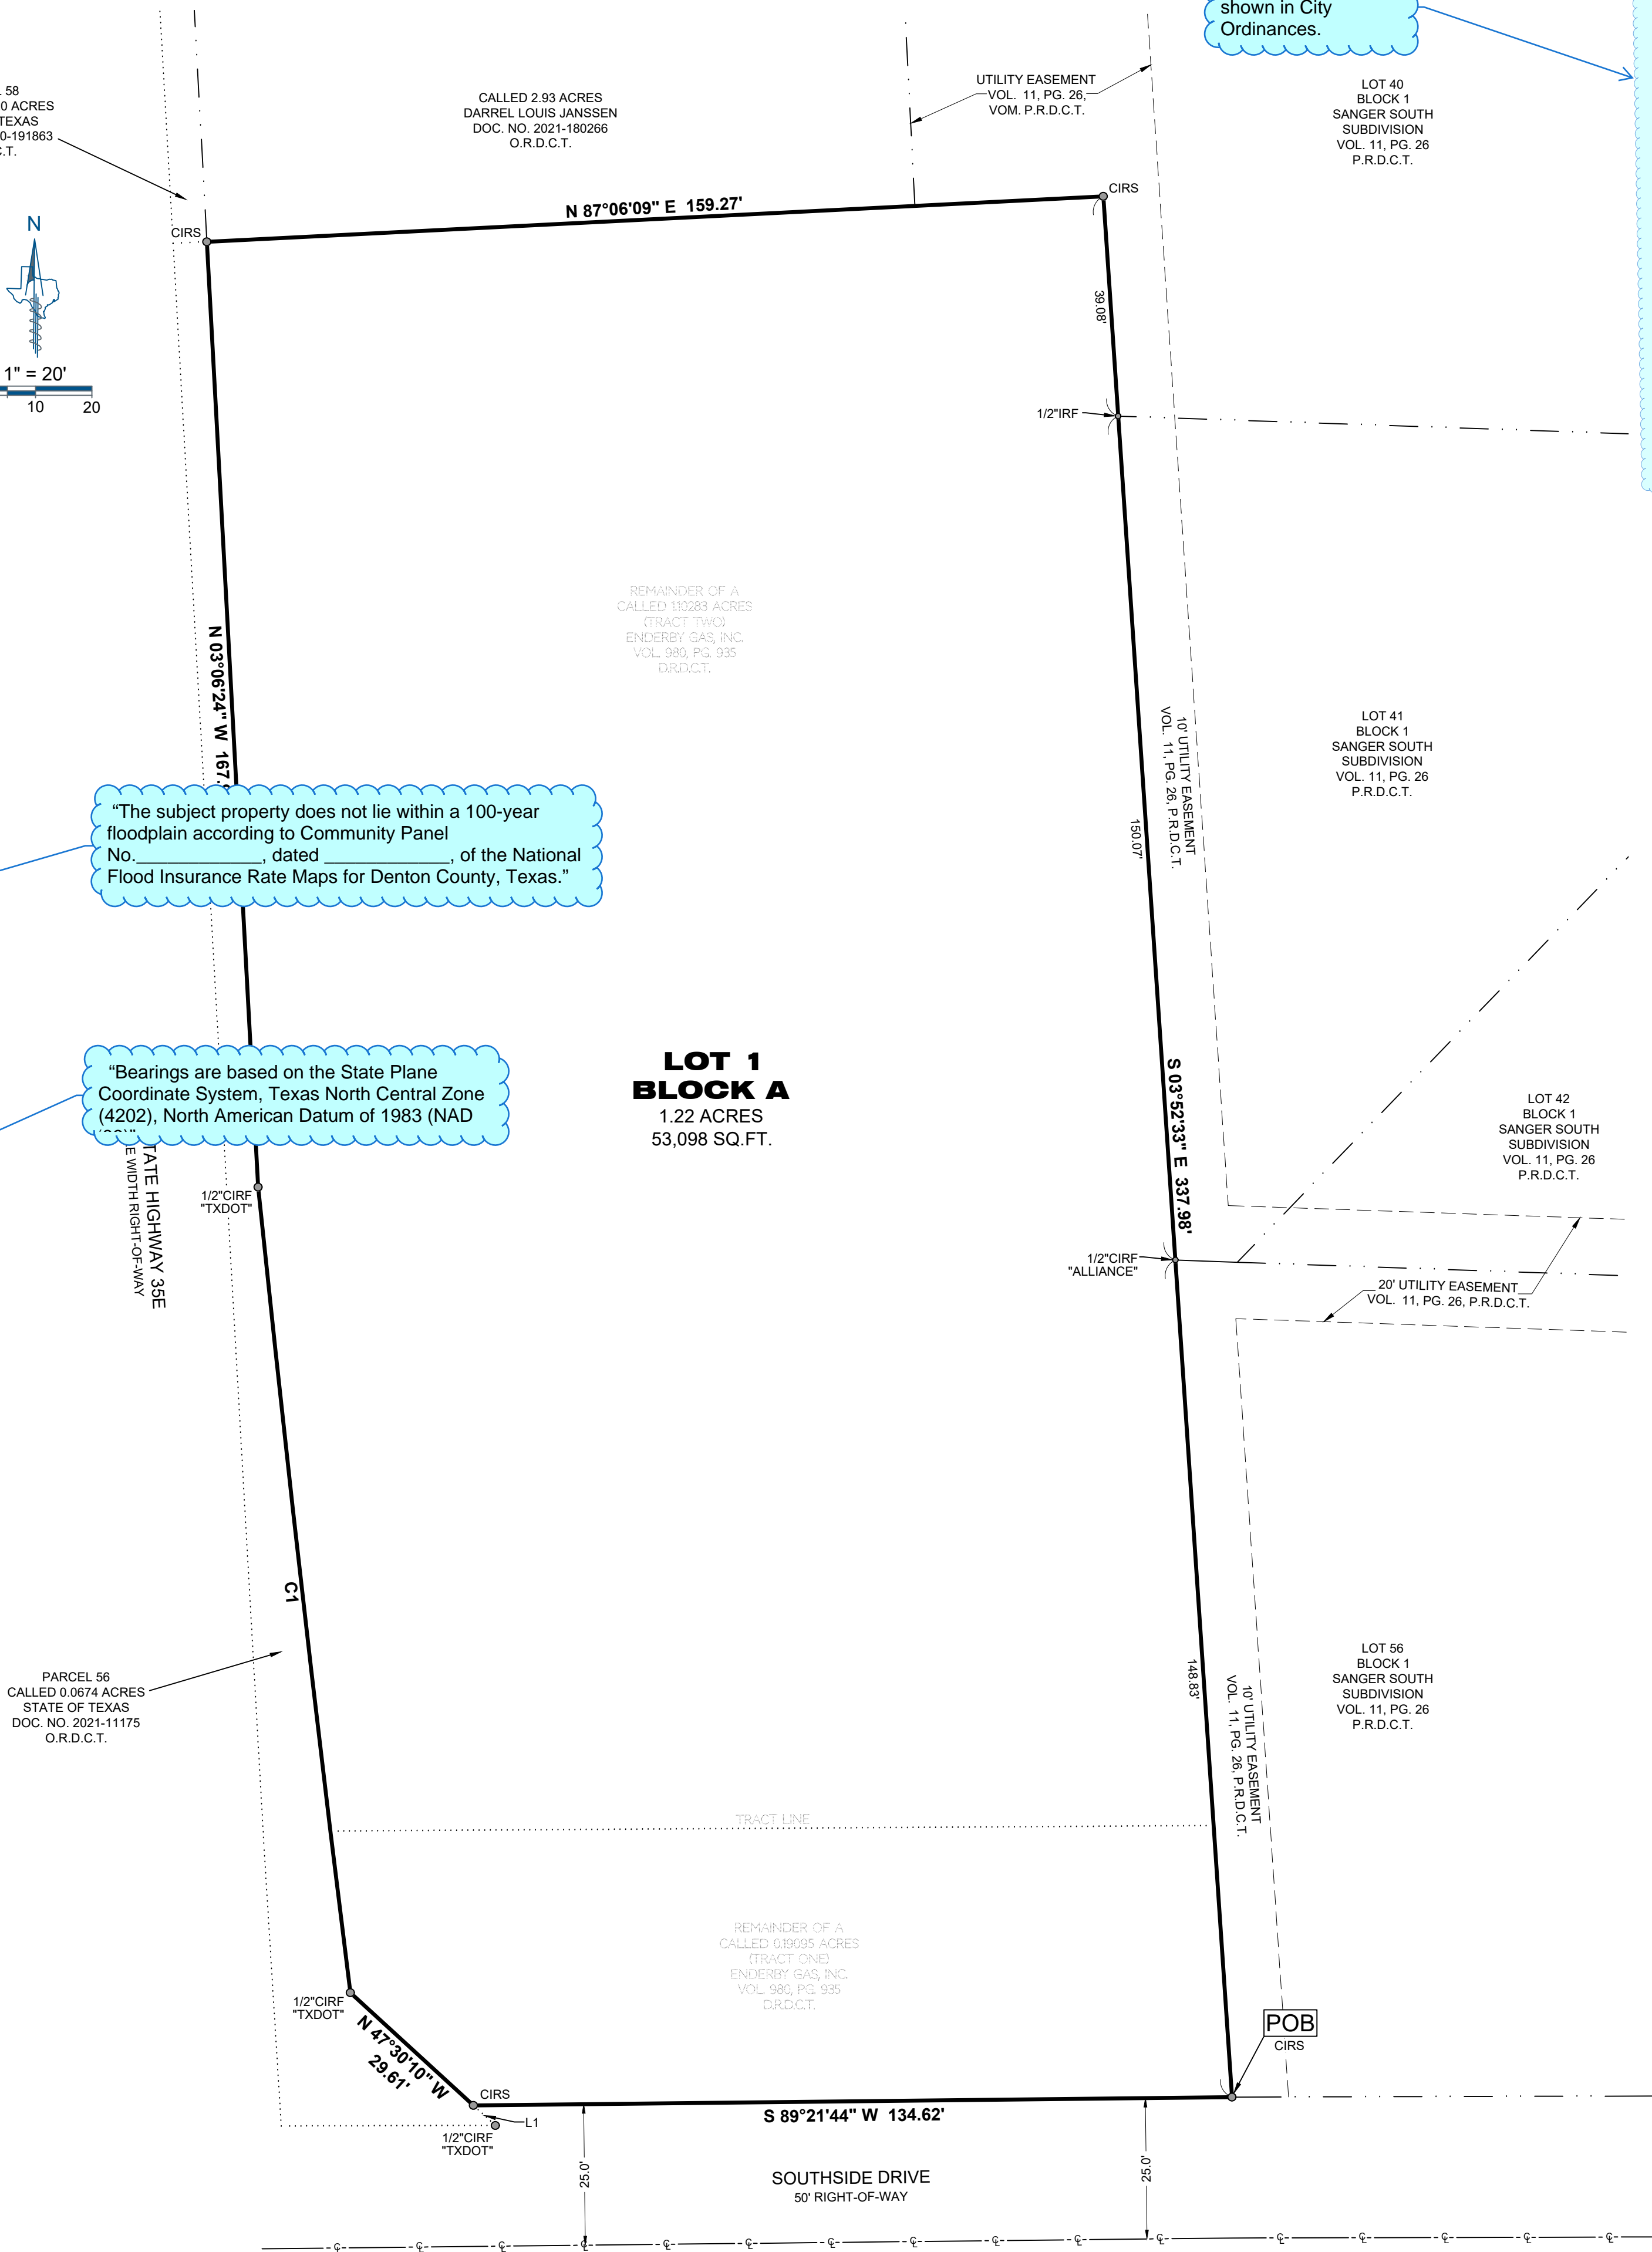 shown in City
Ordinances.
58
0 ACRES
TEXAS
0-191863
C.T.
CALLED 2.93 ACRES
DARREL LOUIS JANSSEN
DOC. NO. 2021-180266
O.R.D.C.T.
UTILITY EASEMENT
VOL. 11, PG. 26,
VOM. P.R.D.C.T.
LOT 40
BLOCK 1
SANGER SOUTH
SUBDIVISION
VOL. 11, PG. 26
P.R.D.C.T.
CIRS
N 87°06'09" E 159.27'
CIRS
N
1" = 20'
10 20
39.08'
1/2"IRF
REMAINDER OF A
CALLED 1.10283 ACRES
(TRACT TWO)
ENDERBY GAS, INC.
VOL. 980, PG. 935
D.R.D.C.T.
N 03°06'24" W 167.
10' UTILITY EASEMENT
VOL. 11, PG. 26, P.R.D.C.T.
LOT 41
BLOCK 1
SANGER SOUTH
SUBDIVISION
VOL. 11, PG. 26
P.R.D.C.T.
150.07'
“The subject property does not lie within a 100-year
floodplain according to Community Panel
No.____________, dated ____________, of the National
Flood Insurance Rate Maps for Denton County, Texas.”
“Bearings are based on the State Plane
Coordinate System, Texas North Central Zone
(4202), North American Datum of 1983 (NAD
LOT 1
BLOCK A
1.22 ACRES
53,098 SQ.FT.
S 03°52'33" E 337.98'
LOT 42
BLOCK 1
SANGER SOUTH
SUBDIVISION
VOL. 11, PG. 26
P.R.D.C.T.
TATE HIGHWAY 35E
E WIDTH RIGHT-OF-WAY
1/2"CIRF
"TXDOT"
1/2"CIRF
"ALLIANCE"
20' UTILITY EASEMENT
VOL. 11, PG. 26, P.R.D.C.T.
C1
PARCEL 56
CALLED 0.0674 ACRES
STATE OF TEXAS
DOC. NO. 2021-11175
O.R.D.C.T.
148.83'
10' UTILITY EASEMENT
VOL. 11, PG. 26, P.R.D.C.T.
LOT 56
BLOCK 1
SANGER SOUTH
SUBDIVISION
VOL. 11, PG. 26
P.R.D.C.T.
TRACT LINE
REMAINDER OF A
CALLED 0.19095 ACRES
(TRACT ONE)
ENDERBY GAS, INC.
VOL. 980, PG. 935
D.R.D.C.T.
1/2"CIRF
"TXDOT"
N 47°30'10" W
29.61'
POB
CIRS
CIRS
L1
1/2"CIRF
"TXDOT"
S 89°21'44" W 134.62'
25.0'
25.0'
SOUTHSIDE DRIVE
50' RIGHT-OF-WAY